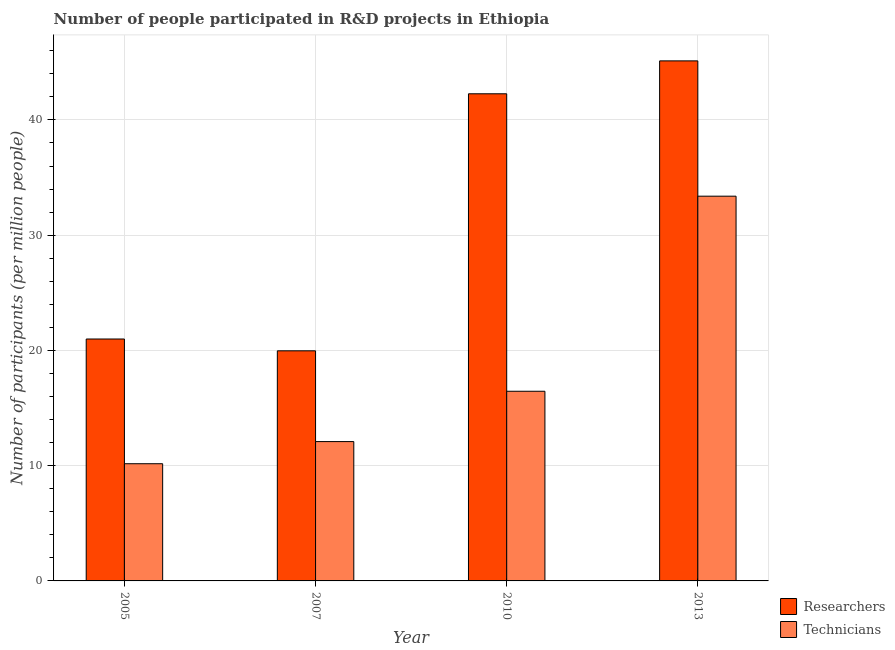 Number of people participated in R&D projects in Ethiopia
Number of participants (per million people)
40
30
20
10
0
2005
2007
2010
2013
Year
Researchers
Technicians